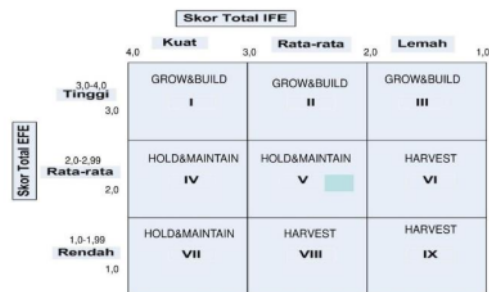 Skor Total IFE
Kuat Rata-rata Lemah
4,0 3,0 2,0 1,0
Skor Total EFE
3,0-4,0
Tinggi
3,0
GROW&BUILD GROW&BUILD GROW&BUILD
I II III
2,0-2,99
Rata-rata
2,0
HOLD&MAINTAIN HOLD&MAINTAIN HARVEST
IV V VI
1,0-1,99
Rendah
1,0
HOLD&MAINTAIN HARVEST HARVEST
VII VIII IX